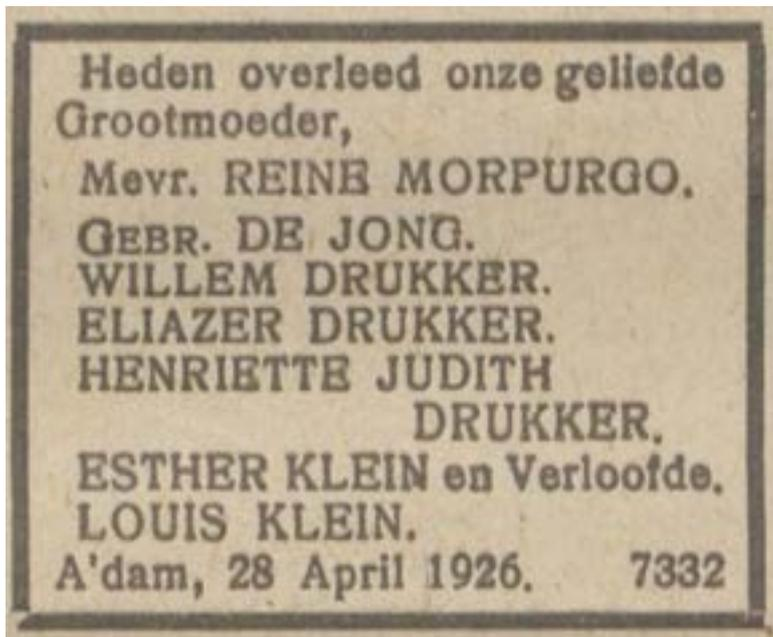 Heden overleed onze geliefde
Grootmoeder,
Mevr. REINE MORPURGO.
GEBR. DE JONG.
WILLEM DRUKKER.
ELIAZER DRUKKER.
HENRIETTE JUDITH
DRUKKER.
ESTHER KLEIN en Verloofde.
LOUIS KLEIN.
A'dam, 28 April 1926. 7332